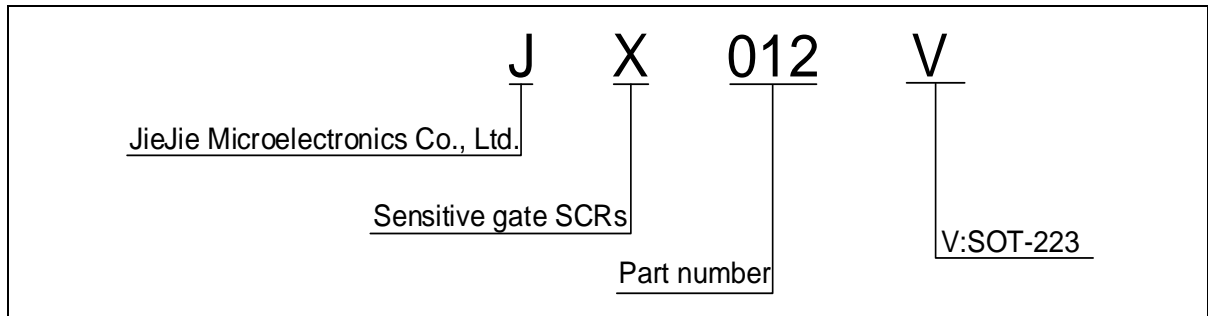 J X 012 V
JieJie Microelectronics Co., Ltd.
Sensitive gate SCRs
V:SOT-223
Part number